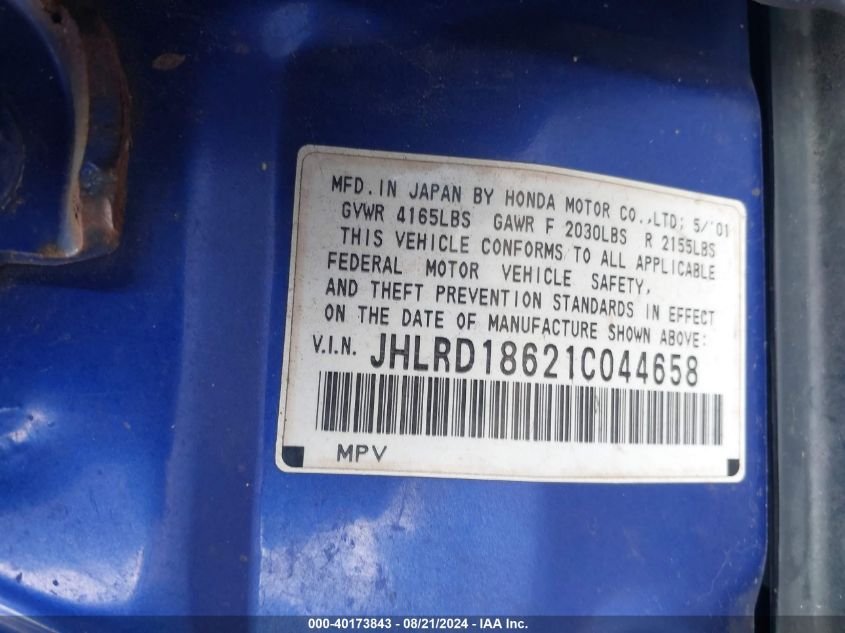 MFD. IN JAPAN BY HONDA MOTOR CO.,LTD; 5/'01
GVWR 4165LBS GAWR F 2030LBS R 2155LBS
THIS VEHICLE CONFORMS TO ALL APPLICABLE
FEDERAL MOTOR VEHICLE SAFETY,
AND THEFT PREVENTION STANDARDS IN EFFECT
ON THE DATE OF MANUFACTURE SHOWN ABOVE:
V.I.N. JHLRD18621C044658
MPV
000-40173843 - 08/21/2024 - IAA Inc.